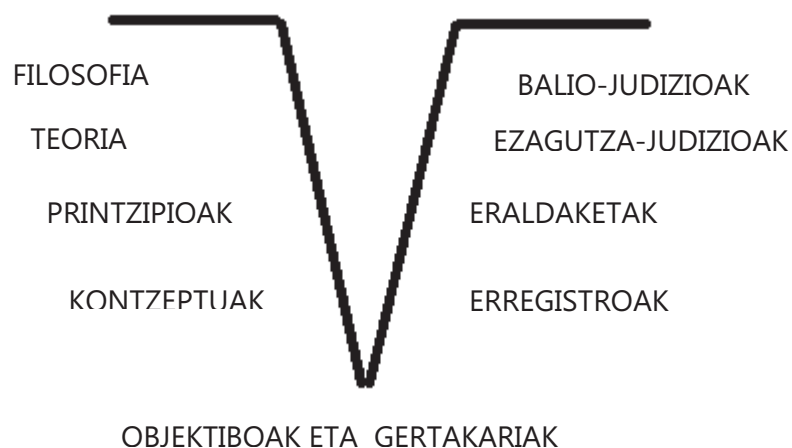 FILOSOFIA
TEORIA
PRINTZIPIOAK
KONTZEPTUAK
BALIO-JUDIZIOAK
EZAGUTZA-JUDIZIOAK
ERALDAKETAK
ERREGISTROAK
OBJEKTIBOAK ETA GERTAKARIAK